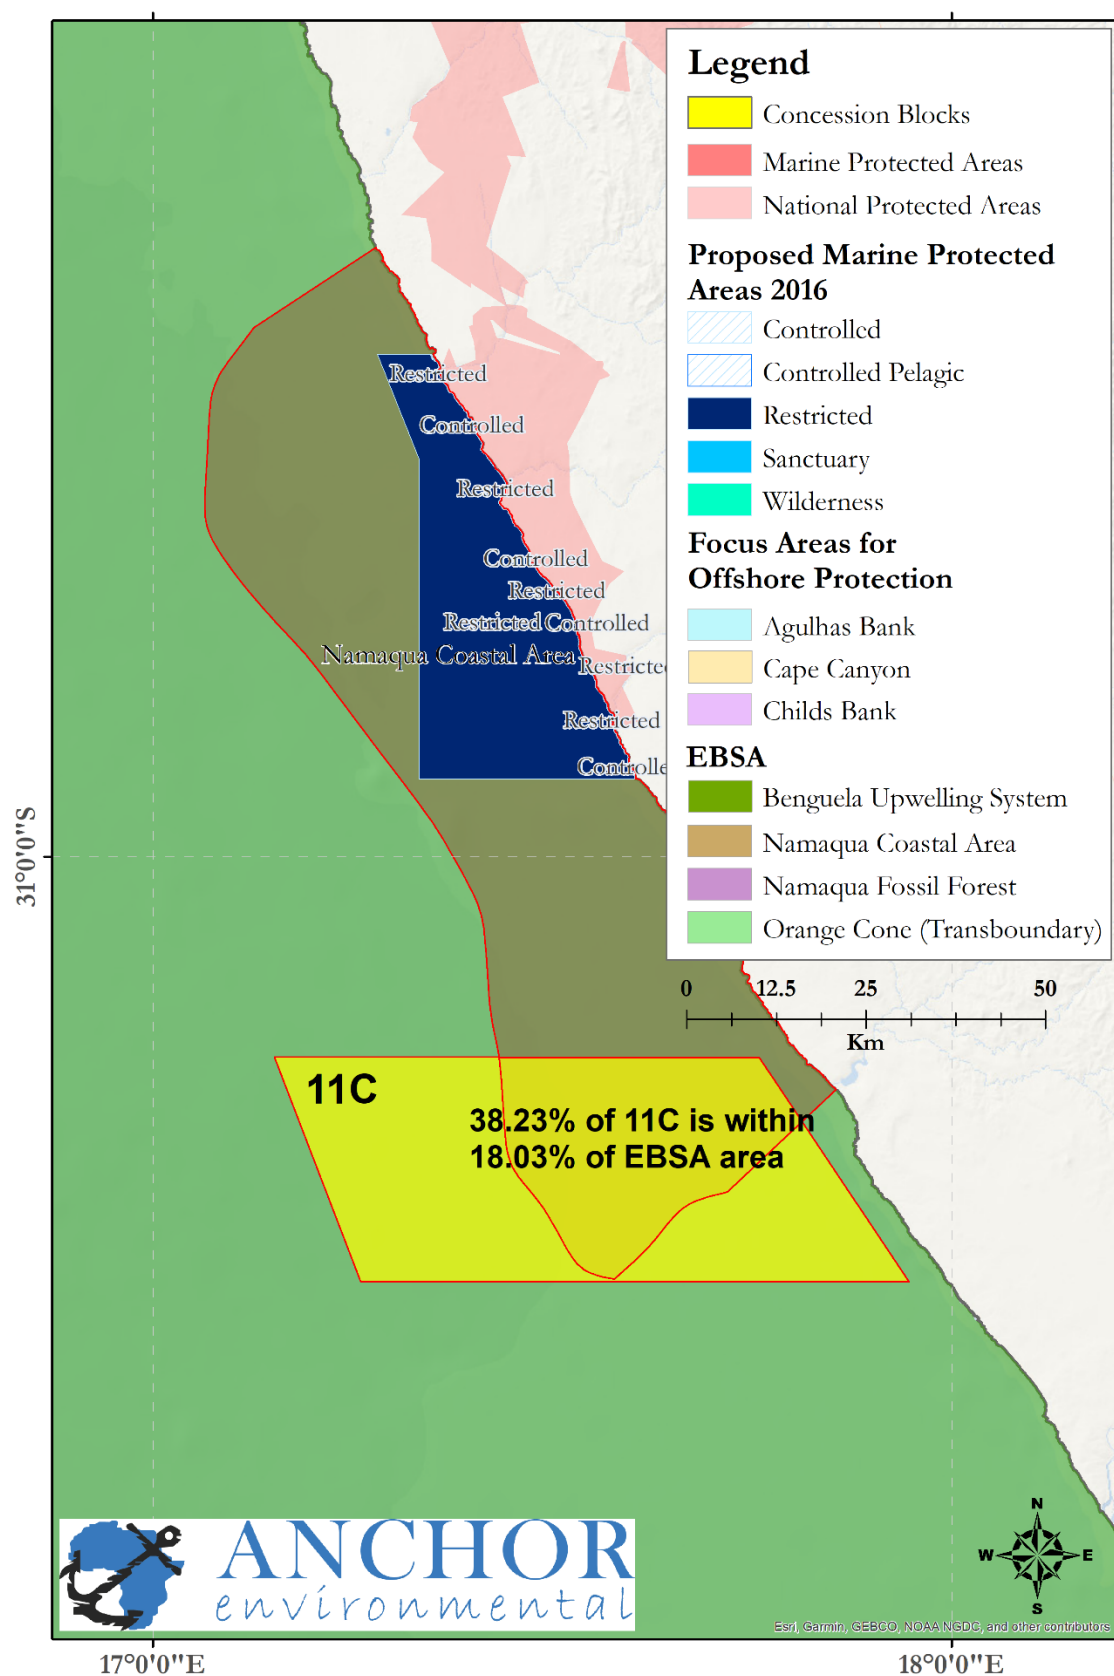 Legend
Concession Blocks
Marine Protected Areas
National Protected Areas
Proposed Marine Protected
Areas 2016
Controlled
Controlled Pelagic
Restricted
Sanctuary
Wilderness
Focus Areas for
Offshore Protection
Agulhas Bank
Cape Canyon
Childs Bank
EBSA
Benguela Upwelling System
Namaqua Coastal Area
Namaqua Fossil Forest
Orange Cone (Transboundary)
0 12.5 25 50
Km
Restricted
Controlled
Restricted
Controlled
Restricted
Restricted Controlled
Namaqua Coastal Area
Restricted
Restricted
Controlle
31°0'0"S
11C
38.23% of 11C is within
18.03% of EBSA area
ANCHOR
environmental
N
W E
S
Esri, Garmin, GEBCO, NOAA NGDC, and other contributors
17°0'0"E 18°0'0"E